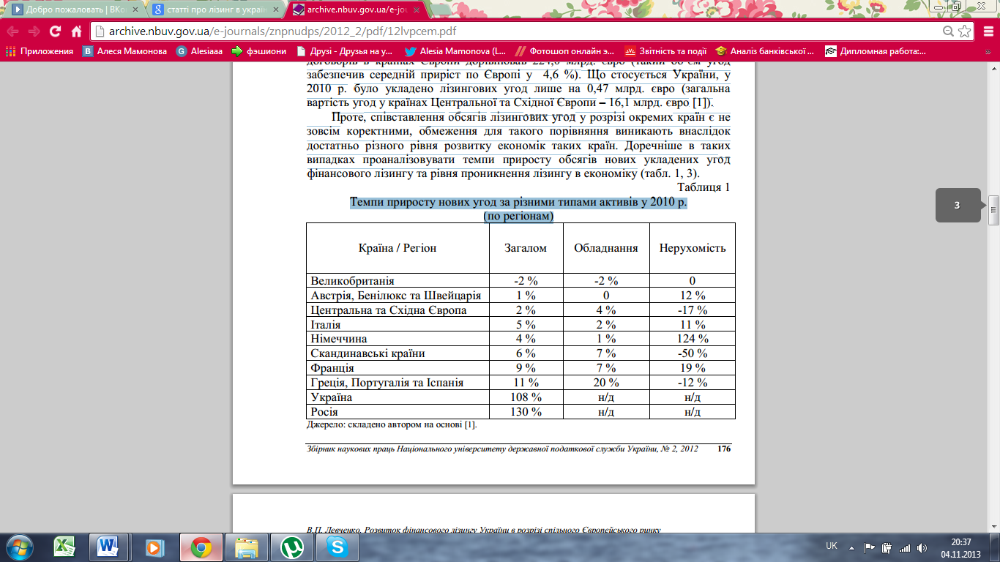 Добро пожаловать | ВКо
статті про лізинг в україн
archive.nbuv.gov.ua/e-jou
archive.nbuv.gov.ua/e-journals/znpnudps/2012_2/pdf/12lvpcem.pdf
Приложения Алеся Мамонова Alesiaaa фэшиони Друзі - Друзья на у... Alesia Mamonova (L... Фотошоп онлайн э... Звітність та події Аналіз банківської ... Дипломная работа:... »
договорів в країнах Європи дорівнював 224,0 млрд. євро (такий об'єм угод
забезпечив середній приріст по Європі у 4,6 %). Що стосується України, у
2010 р. було укладено лізингових угод лише на 0,47 млрд. євро (загальна
вартість угод у країнах Центральної та Східної Європи – 16,1 млрд. євро [1]).
Проте, співставлення обсягів лізингових угод у розрізі окремих країн є не
зовсім коректними, обмеження для такого порівняння виникають внаслідок
достатньо різного рівня розвитку економік таких країн. Доречніше в таких
випадках проаналізовувати темпи приросту обсягів нових укладених угод
фінансового лізингу та рівня проникнення лізингу в економіку (табл. 1, 3).
Таблиця 1
Темпи приросту нових угод за різними типами активів у 2010 р.
(по регіонам)
Країна / Регіон Загалом Обладнання Нерухомість
Великобританія -2 % -2 % 0
Австрія, Бенілюкс та Швейцарія 1 % 0 12 %
Центральна та Східна Європа 2 % 4 % -17 %
Італія 5 % 2 % 11 %
Німеччина 4 % 1 % 124 %
Скандинавські країни 6 % 7 % -50 %
Франція 9 % 7 % 19 %
Греція, Португалія та Іспанія 11 % 20 % -12 %
Україна 108 % н/д н/д
Росія 130 % н/д н/д
Джерело: складено автором на основі [1].
Збірник наукових праць Національного університету державної податкової служби України, № 2, 2012 176
3
В.П. Левченко. Розвиток фінансового лізингу України в розрізі спільного Європейського ринку
UK
20:37
04.11.2013